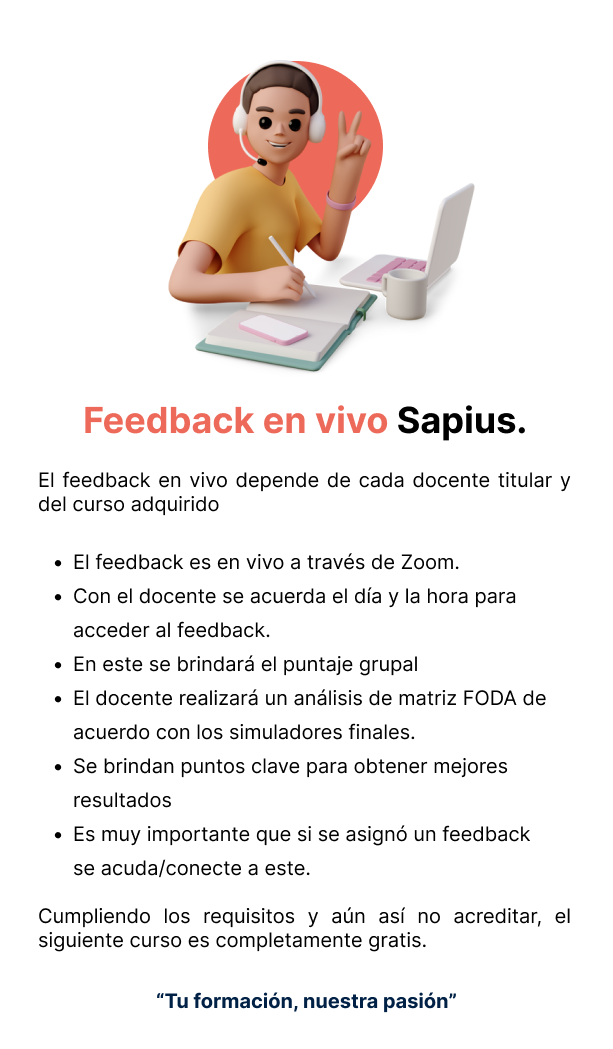 Feedback en vivo Sapius.
El feedback en vivo depende de cada docente titular y
del curso adquirido
• El feedback es en vivo a través de Zoom.
• Con el docente se acuerda el día y la hora para
acceder al feedback.
• En este se brindará el puntaje grupal
• El docente realizará un análisis de matriz FODA de
acuerdo con los simuladores finales.
• Se brindan puntos clave para obtener mejores
resultados
• Es muy importante que si se asignó un feedback
se acuda/conecte a este.
Cumpliendo los requisitos y aún así no acreditar, el
siguiente curso es completamente gratis.
“Tu formación, nuestra pasión”